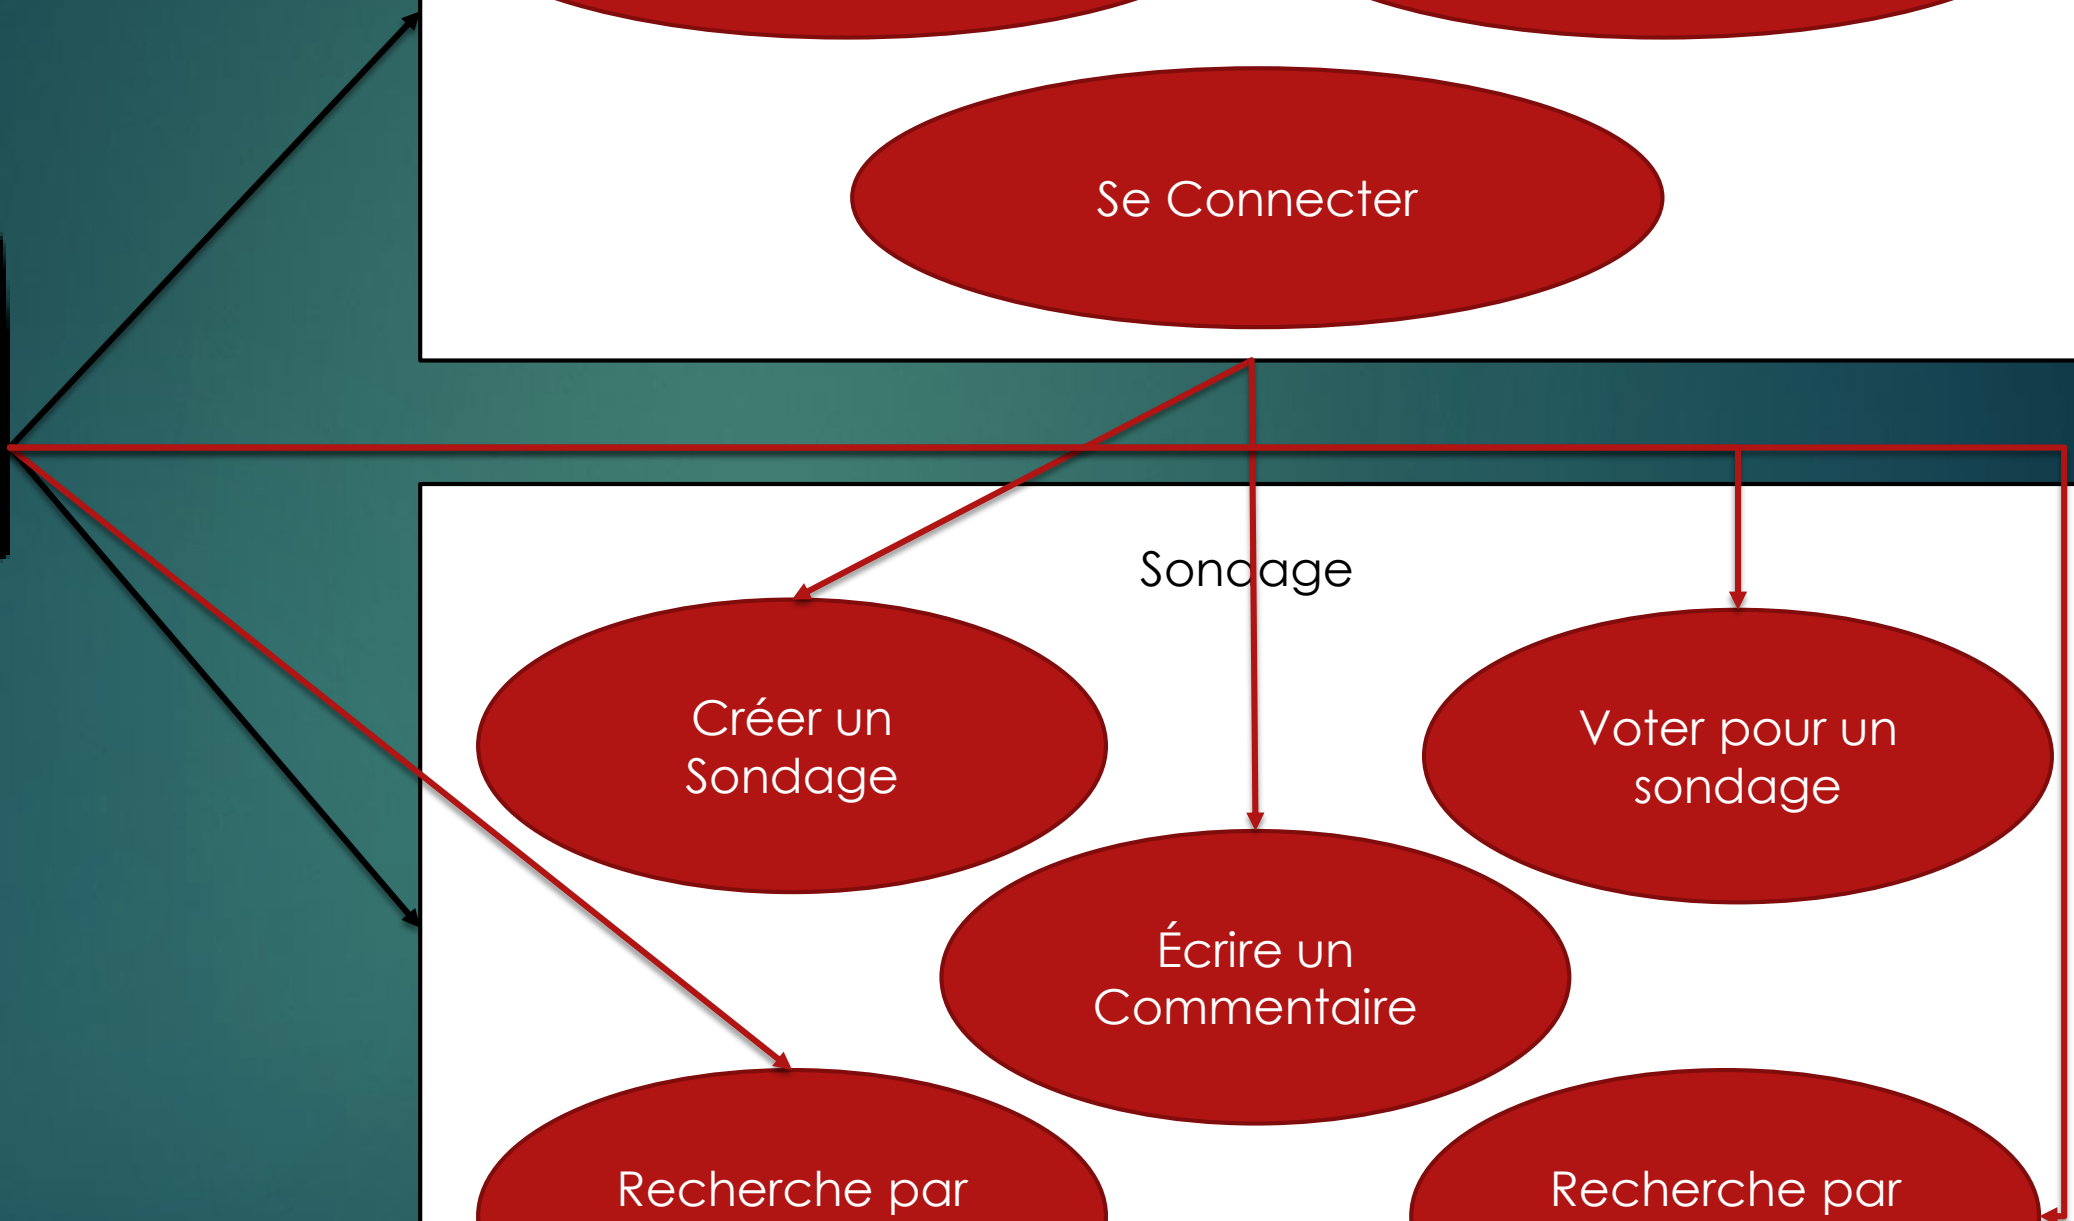 Se Connecter
Sondage
Créer un
Sondage
Voter pour un
sondage
Écrire un
Commentaire
Recherche par
Recherche par